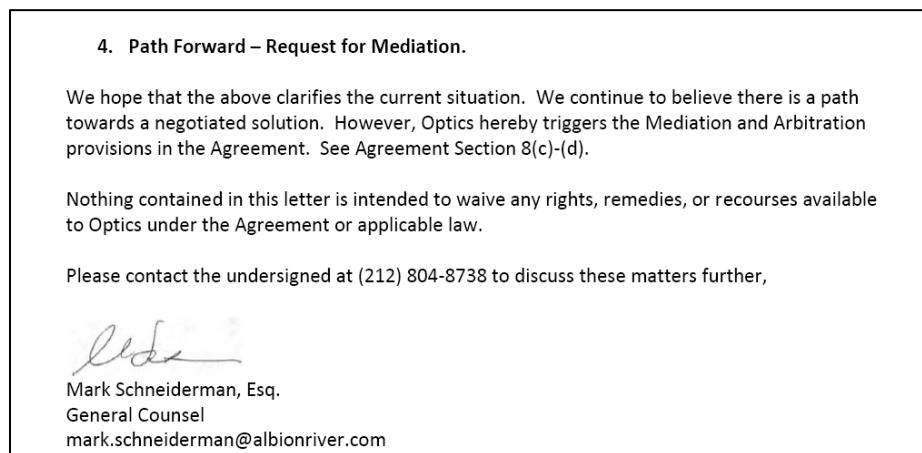 4. Path Forward – Request for Mediation.
We hope that the above clarifies the current situation. We continue to believe there is a path
towards a negotiated solution. However, Optics hereby triggers the Mediation and Arbitration
provisions in the Agreement. See Agreement Section 8(c)-(d).
Nothing contained in this letter is intended to waive any rights, remedies, or recourses available
to Optics under the Agreement or applicable law.
Please contact the undersigned at (212) 804-8738 to discuss these matters further,
Mark Schneiderman, Esq.
General Counsel
mark.schneiderman@albionriver.com